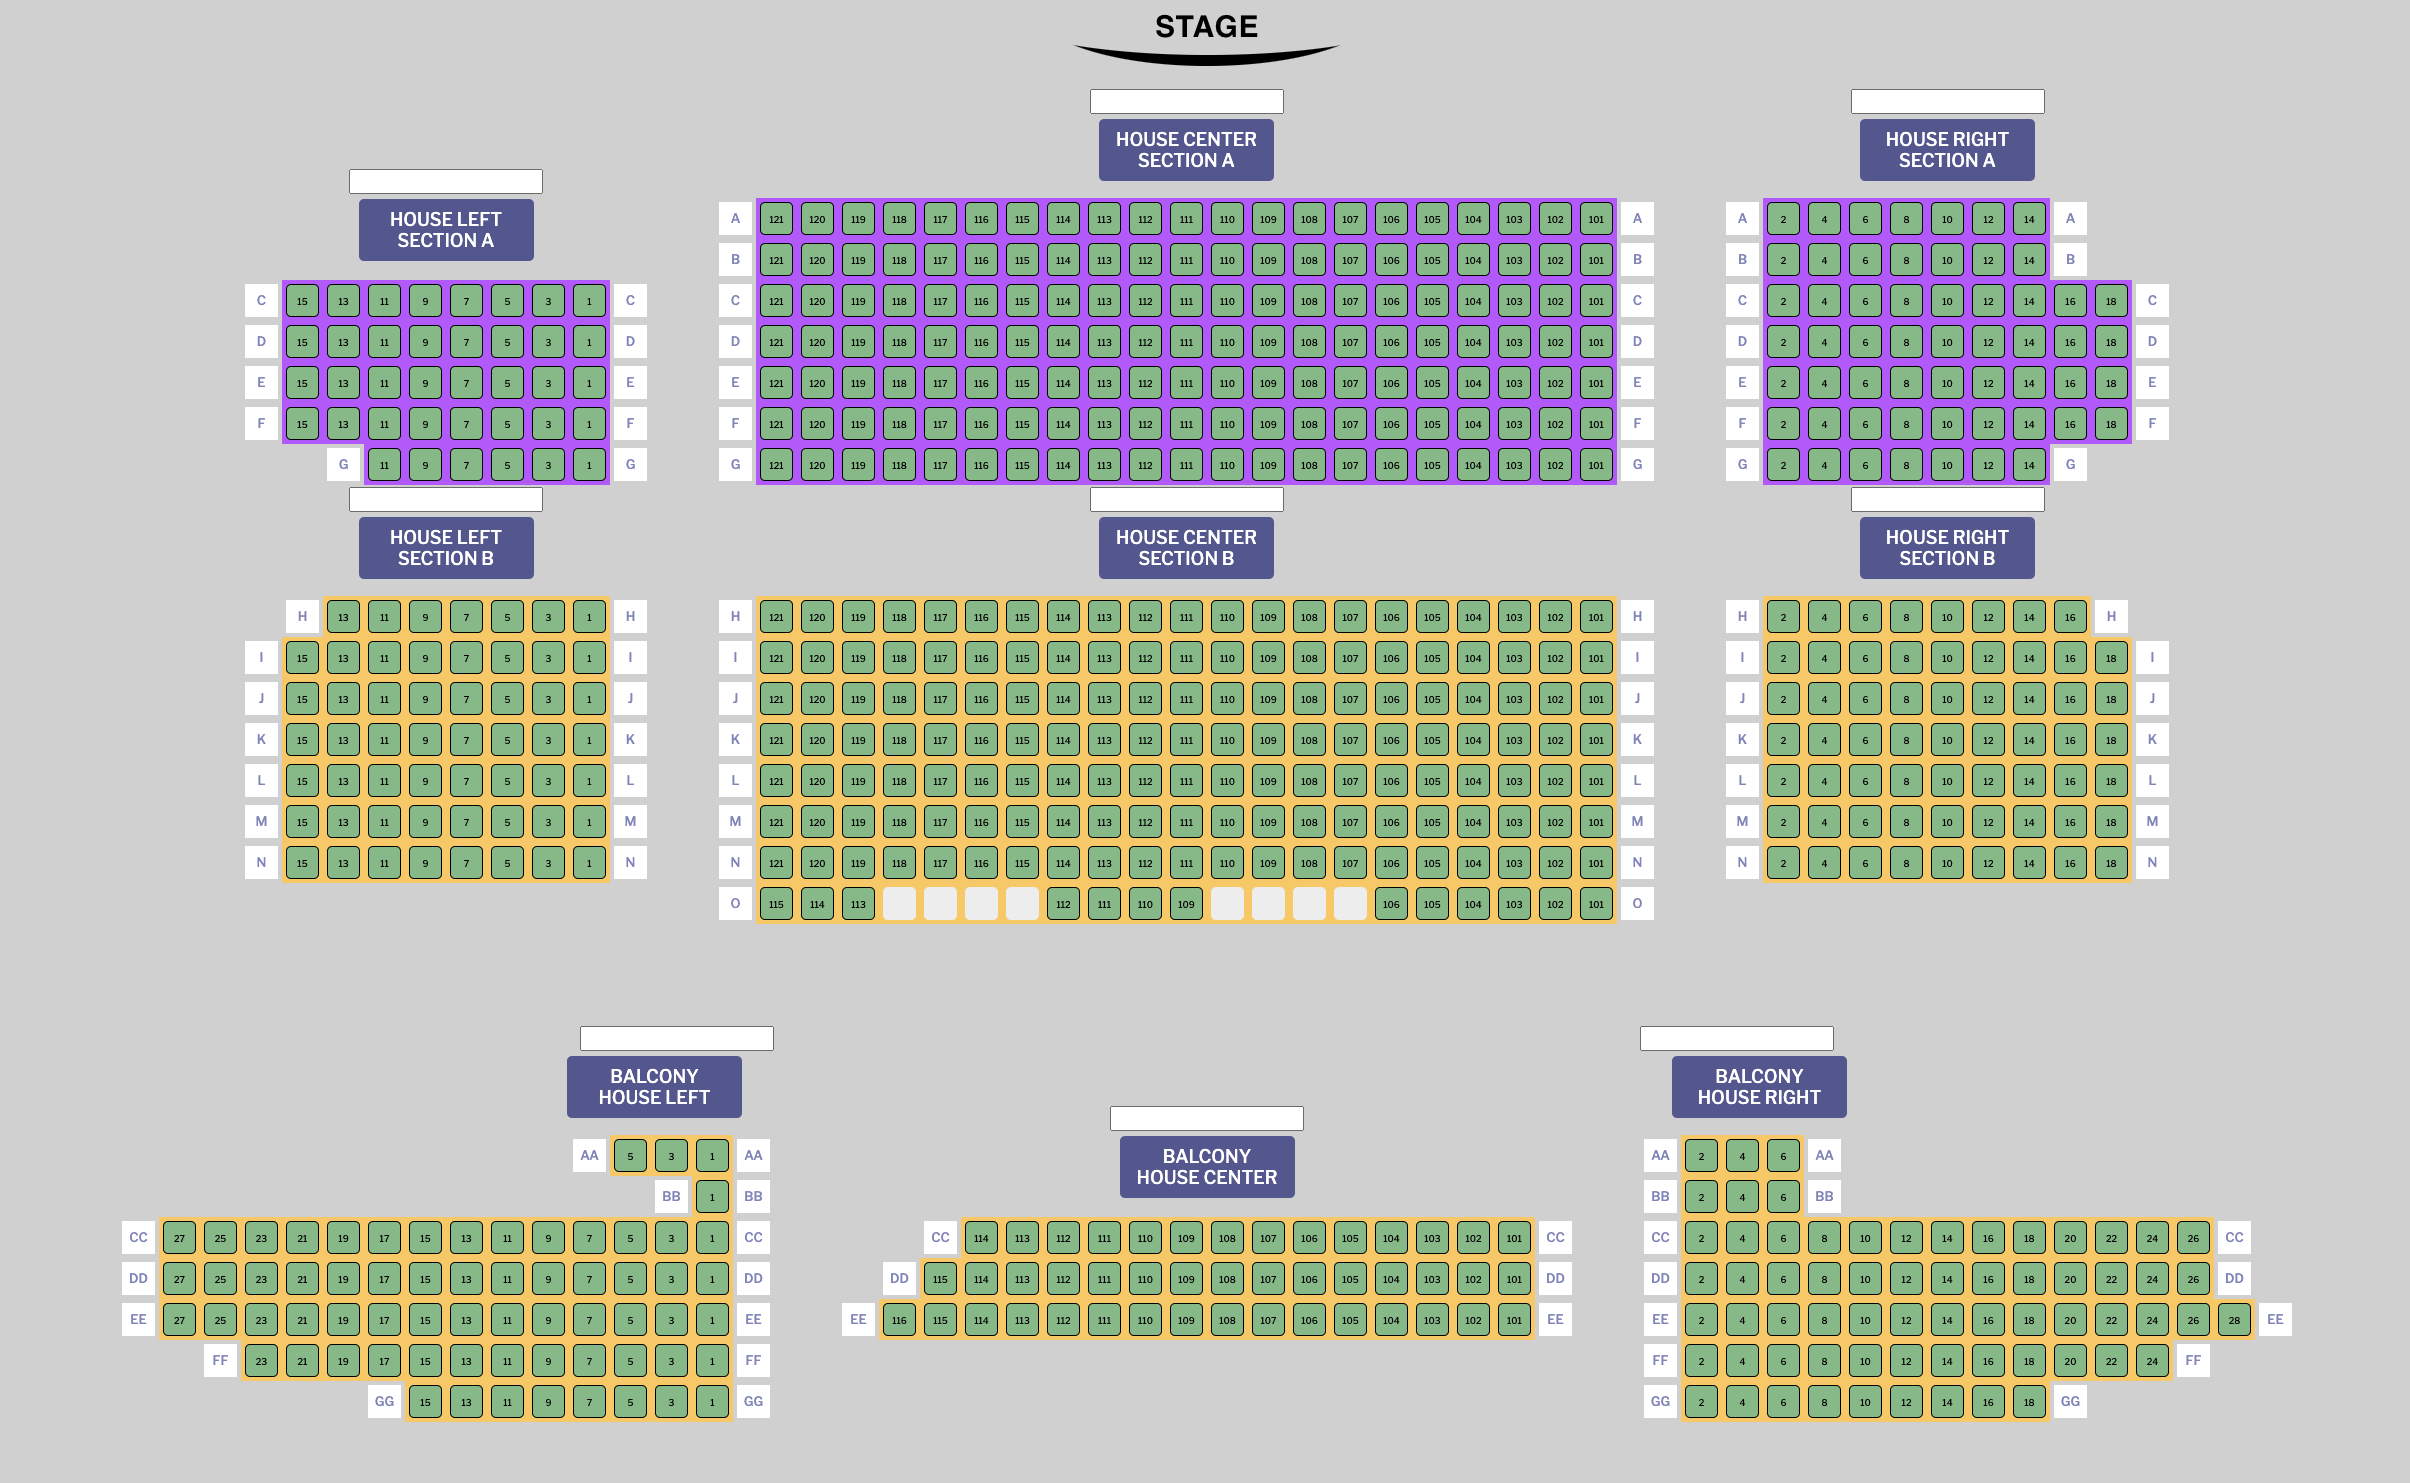 STAGE
HOUSE CENTER
SECTION A
HOUSE RIGHT
SECTION A
HOUSE LEFT
SECTION A
A 121 120 119 118 117 116 115 114 113 112 111 110 109 108 107 106 105 104 103 102 101 A A 2 4 6 8 10 12 14 A
B 121 120 119 118 117 116 115 114 113 112 111 110 109 108 107 106 105 104 103 102 101 B B 2 4 6 8 10 12 14 B
C 15 13 11 9 7 5 3 1 C C 121 120 119 118 117 116 115 114 113 112 111 110 109 108 107 106 105 104 103 102 101 C C 2 4 6 8 10 12 14 16 18 C
D 15 13 11 9 7 5 3 1 D D 121 120 119 118 117 116 115 114 113 112 111 110 109 108 107 106 105 104 103 102 101 D D 2 4 6 8 10 12 14 16 18 D
E 15 13 11 9 7 5 3 1 E E 121 120 119 118 117 116 115 114 113 112 111 110 109 108 107 106 105 104 103 102 101 E E 2 4 6 8 10 12 14 16 18 E
F 15 13 11 9 7 5 3 1 F F 121 120 119 118 117 116 115 114 113 112 111 110 109 108 107 106 105 104 103 102 101 F F 2 4 6 8 10 12 14 16 18 F
G 11 9 7 5 3 1 G G 121 120 119 118 117 116 115 114 113 112 111 110 109 108 107 106 105 104 103 102 101 G G 2 4 6 8 10 12 14 G
HOUSE LEFT
SECTION B
HOUSE CENTER
SECTION B
HOUSE RIGHT
SECTION B
H 13 11 9 7 5 3 1 H H 121 120 119 118 117 116 115 114 113 112 111 110 109 108 107 106 105 104 103 102 101 H H 2 4 6 8 10 12 14 16 H
I 15 13 11 9 7 5 3 1 I I 121 120 119 118 117 116 115 114 113 112 111 110 109 108 107 106 105 104 103 102 101 I I 2 4 6 8 10 12 14 16 18 I
J 15 13 11 9 7 5 3 1 J J 121 120 119 118 117 116 115 114 113 112 111 110 109 108 107 106 105 104 103 102 101 J J 2 4 6 8 10 12 14 16 18 J
K 15 13 11 9 7 5 3 1 K K 121 120 119 118 117 116 115 114 113 112 111 110 109 108 107 106 105 104 103 102 101 K K 2 4 6 8 10 12 14 16 18 K
L 15 13 11 9 7 5 3 1 L L 121 120 119 118 117 116 115 114 113 112 111 110 109 108 107 106 105 104 103 102 101 L L 2 4 6 8 10 12 14 16 18 L
M 15 13 11 9 7 5 3 1 M M 121 120 119 118 117 116 115 114 113 112 111 110 109 108 107 106 105 104 103 102 101 M M 2 4 6 8 10 12 14 16 18 M
N 15 13 11 9 7 5 3 1 N N 121 120 119 118 117 116 115 114 113 112 111 110 109 108 107 106 105 104 103 102 101 N N 2 4 6 8 10 12 14 16 18 N
O 115 114 113 112 111 110 109 106 105 104 103 102 101 O
BALCONY
HOUSE LEFT
BALCONY
HOUSE RIGHT
BALCONY
HOUSE CENTER
AA 5 3 1 AA AA 2 4 6 AA
BB 1 BB BB 2 4 6 BB
CC 27 25 23 21 19 17 15 13 11 9 7 5 3 1 CC CC 114 113 112 111 110 109 108 107 106 105 104 103 102 101 CC CC 2 4 6 8 10 12 14 16 18 20 22 24 26 CC
DD 27 25 23 21 19 17 15 13 11 9 7 5 3 1 DD DD 115 114 113 112 111 110 109 108 107 106 105 104 103 102 101 DD DD 2 4 6 8 10 12 14 16 18 20 22 24 26 DD
EE 27 25 23 21 19 17 15 13 11 9 7 5 3 1 EE EE 116 115 114 113 112 111 110 109 108 107 106 105 104 103 102 101 EE EE 2 4 6 8 10 12 14 16 18 20 22 24 26 28 EE
FF 23 21 19 17 15 13 11 9 7 5 3 1 FF FF 2 4 6 8 10 12 14 16 18 20 22 24 FF
GG 15 13 11 9 7 5 3 1 GG GG 2 4 6 8 10 12 14 16 18 GG